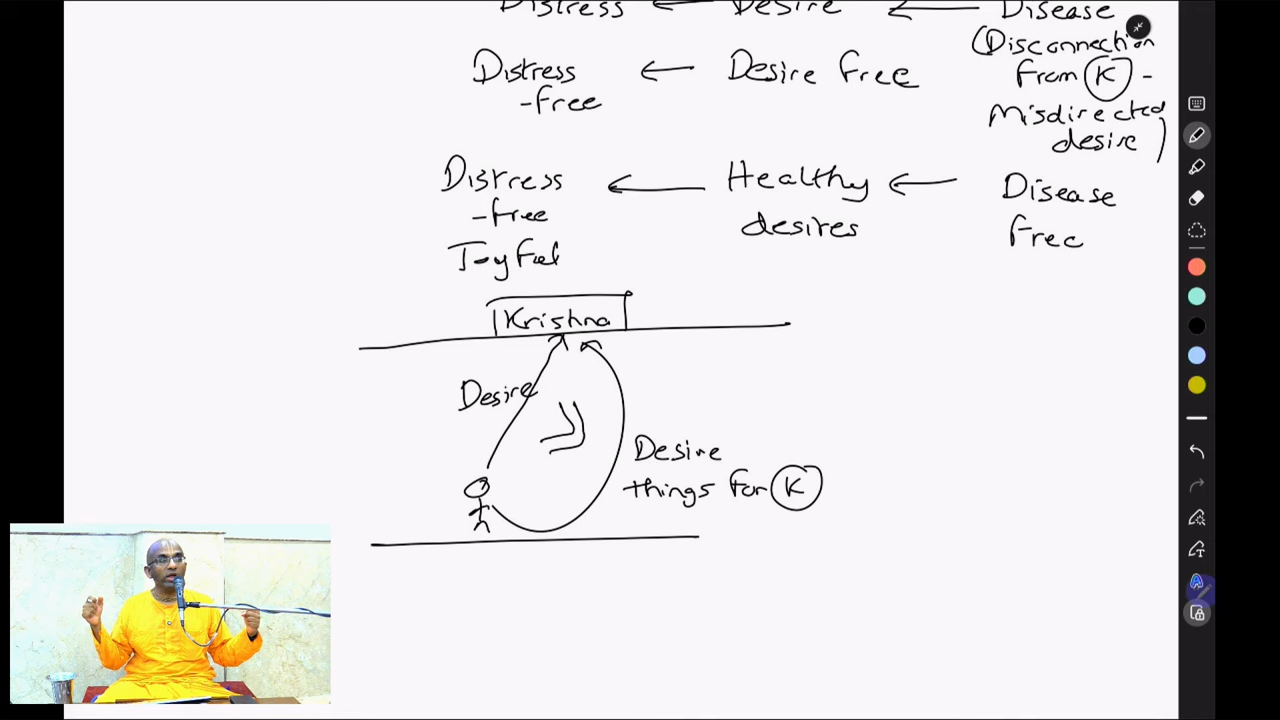 Distress ← Desire ← Disease
(Disconnection
Distress ← Desire Free from K -
-free
Misdirected
desire)
Distress ← Healthy ← Disease
-free desires Free
Joyful
Krishna
Desire
Desire
things for K